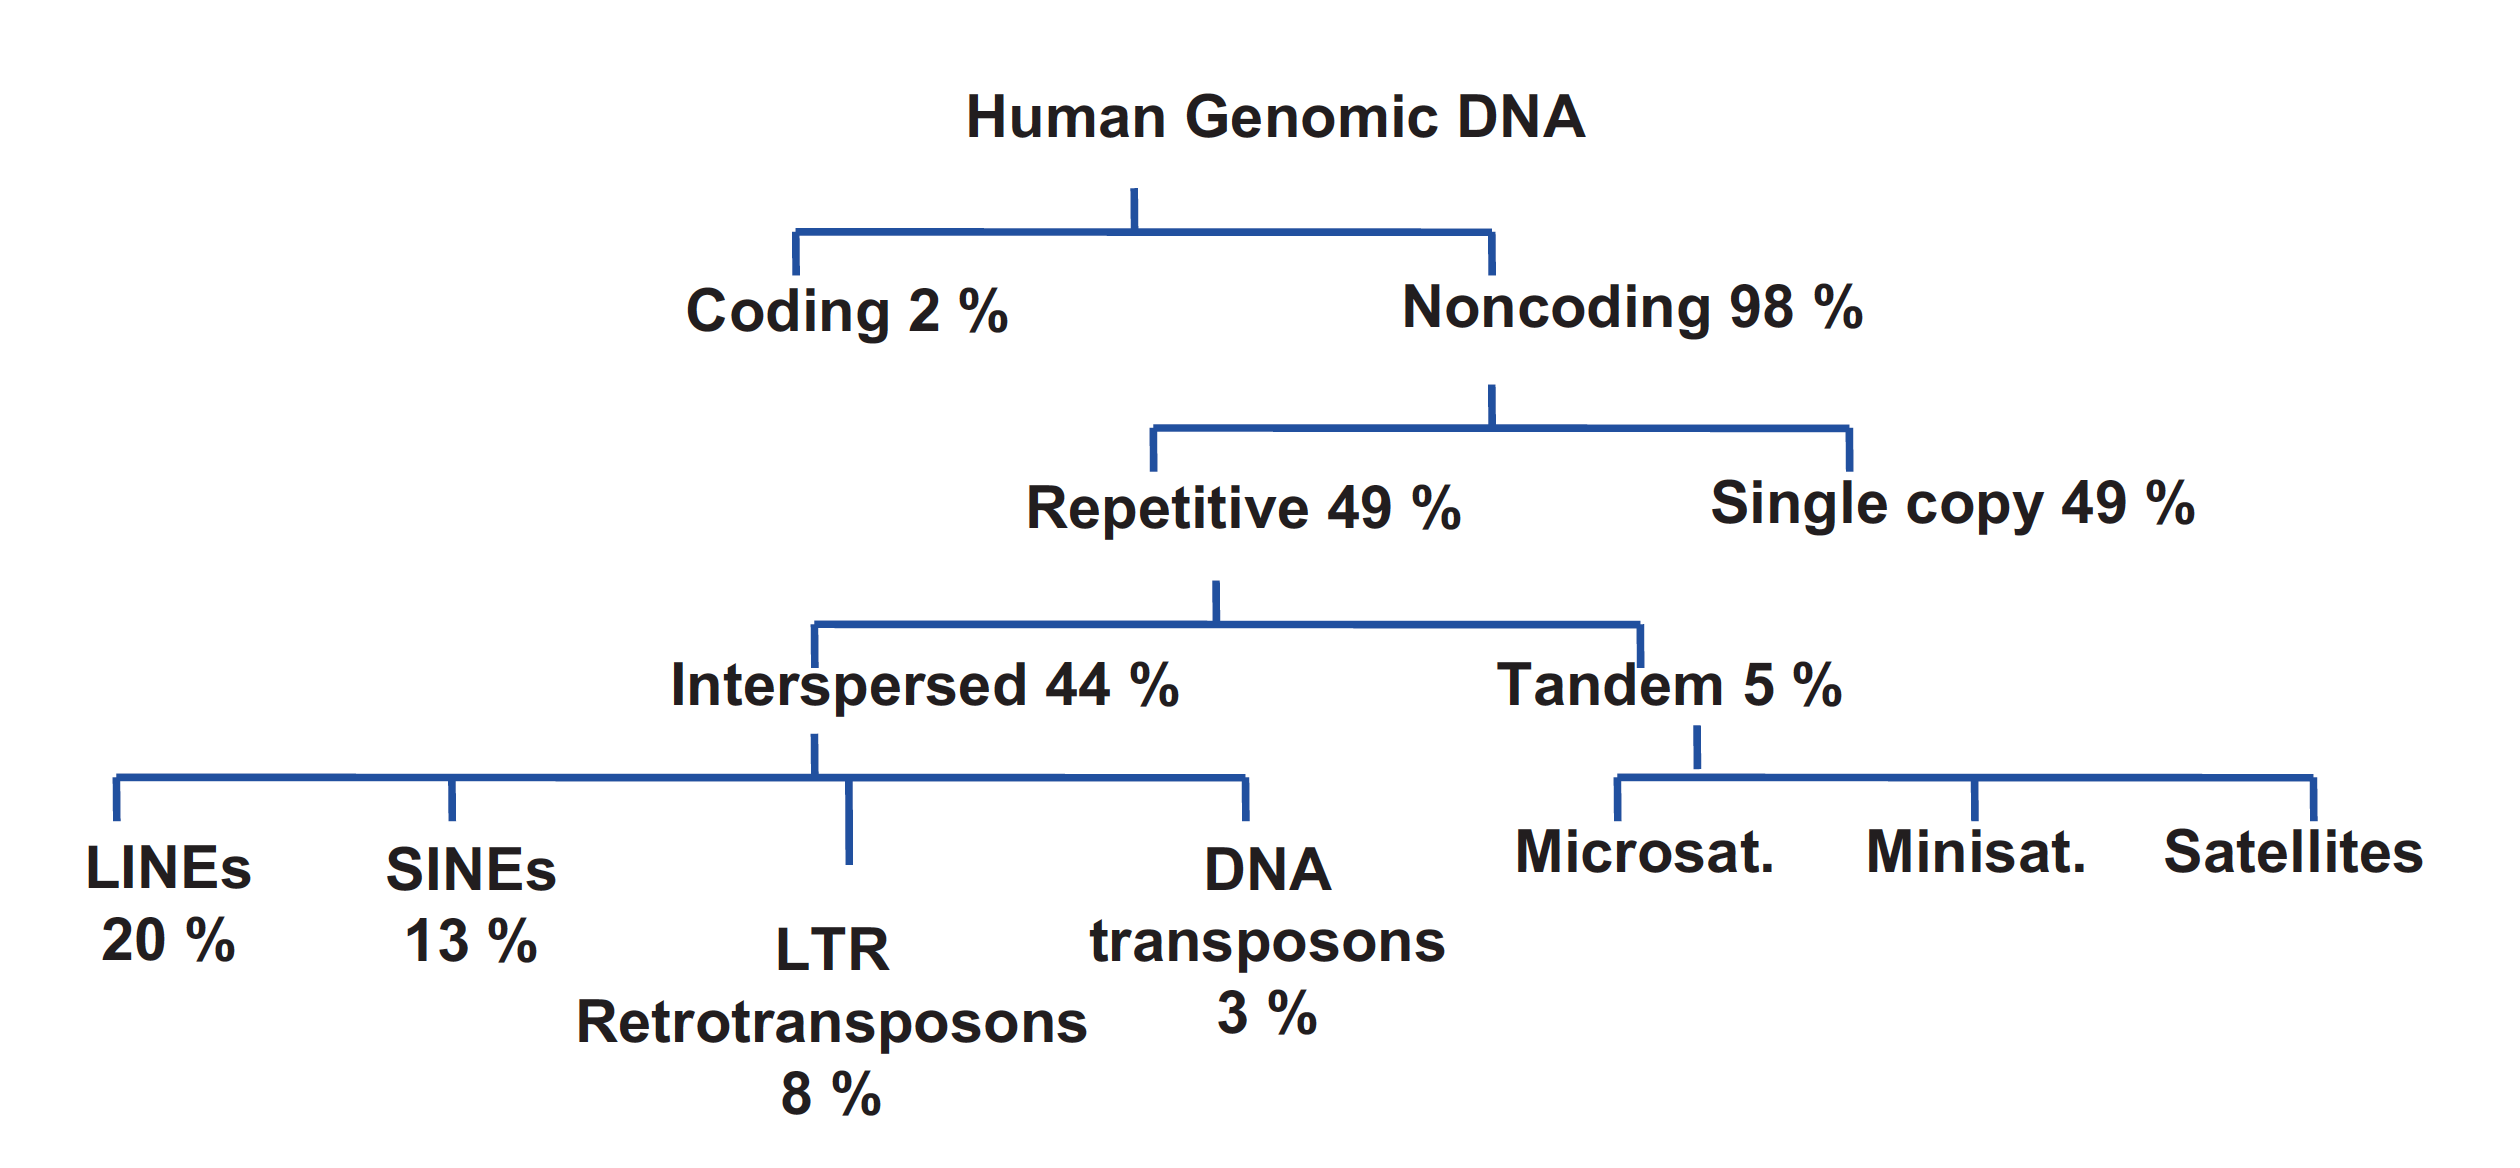 Human Genomic DNA
Coding 2 %
Noncoding 98 %
Repetitive 49 %
Single copy 49 %
Interspersed 44 %
Tandem 5 %
LINEs
20 %
SINEs
13 %
LTR
Retrotransposons
8 %
DNA
transposons
3 %
Microsat.
Minisat.
Satellites